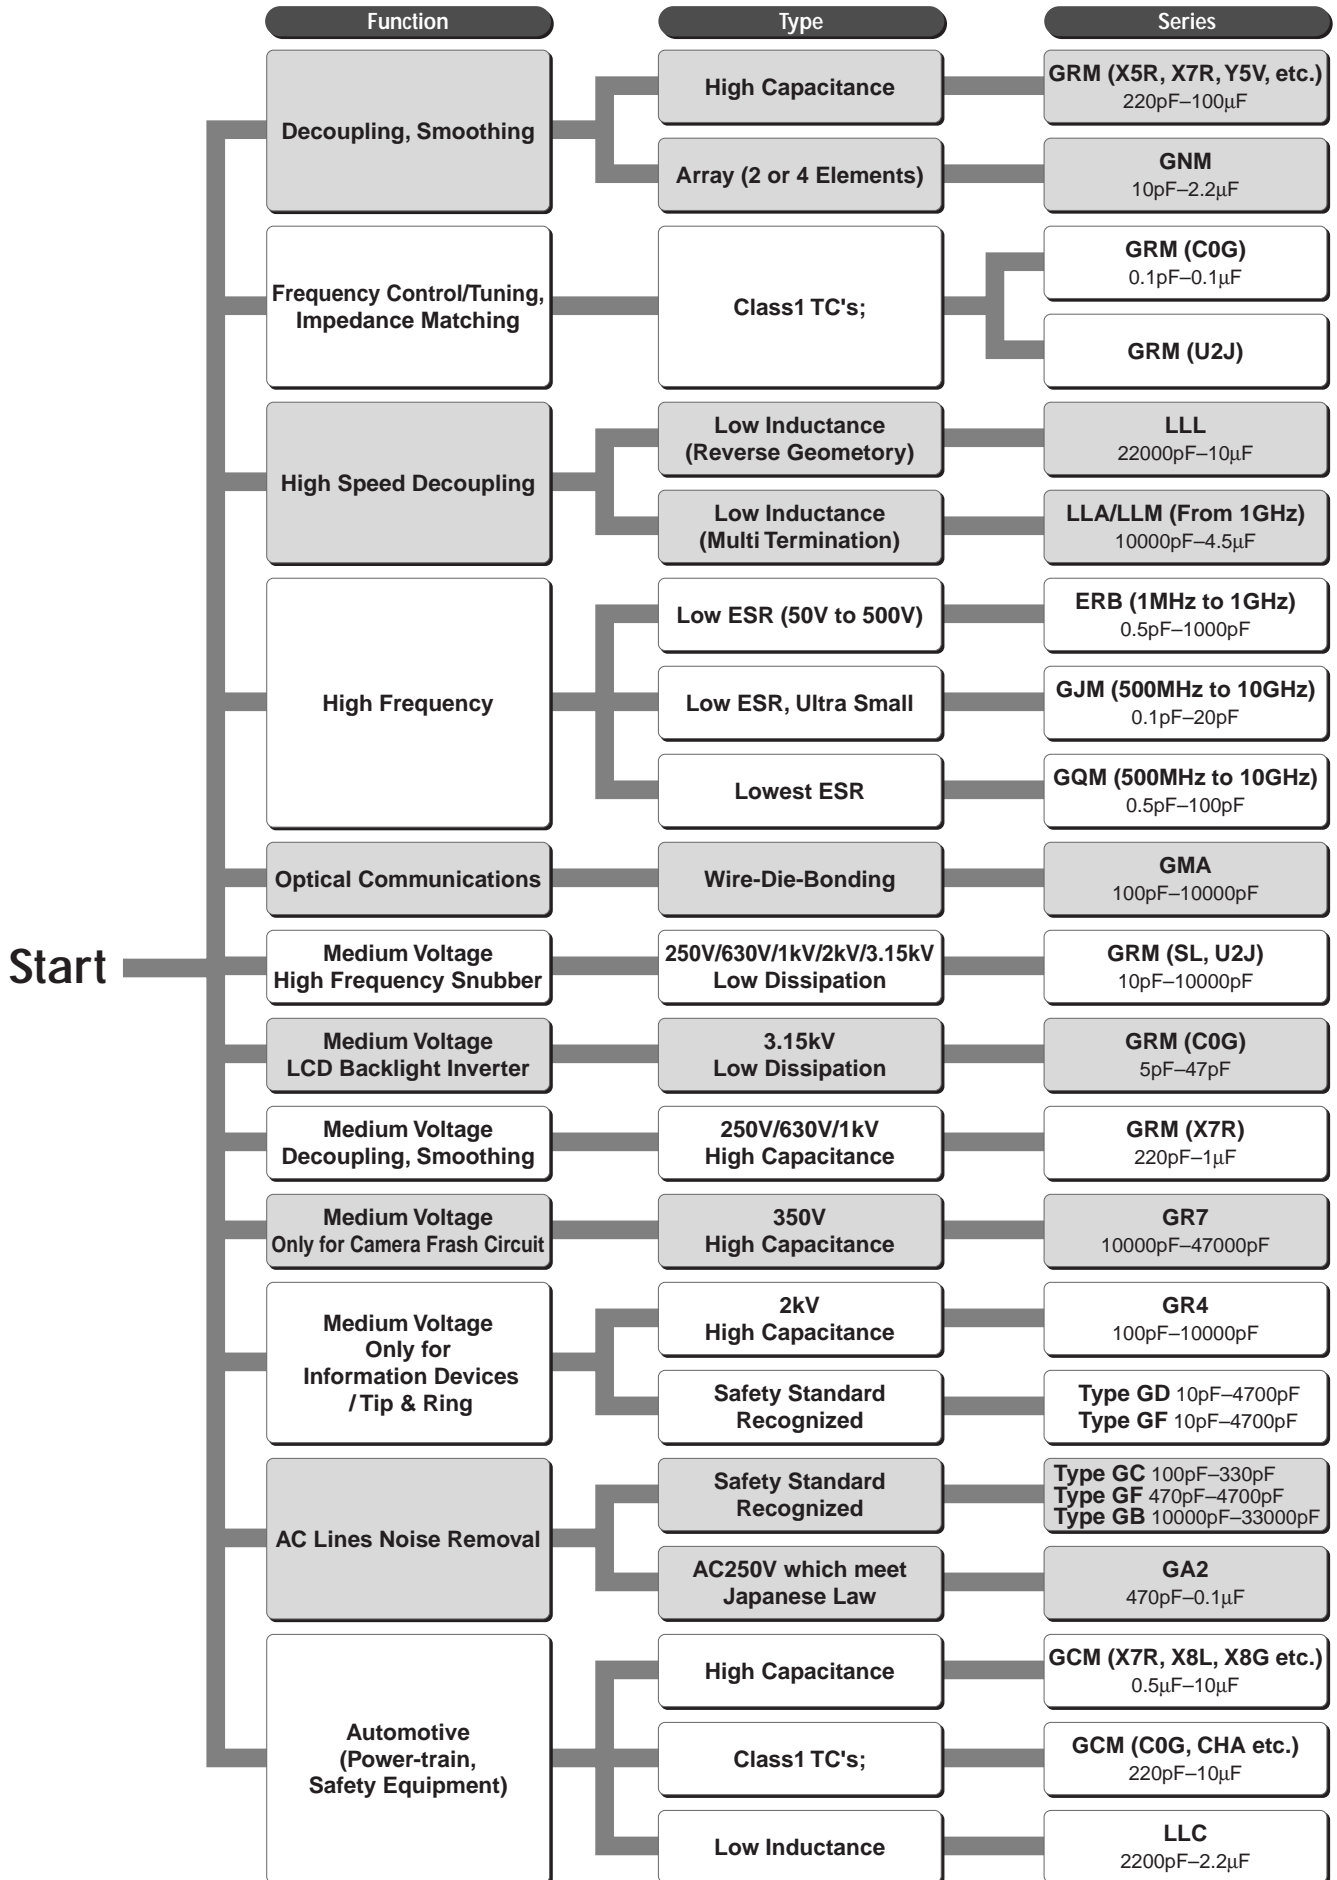 Function
Type
Series
Decoupling, Smoothing
High Capacitance
GRM (X5R, X7R, Y5V, etc.)
220pF–100µF
Array (2 or 4 Elements)
GNM
10pF–2.2µF
Frequency Control/Tuning,
Impedance Matching
Class1 TC's;
GRM (C0G)
0.1pF–0.1µF
GRM (U2J)
High Speed Decoupling
Low Inductance
(Reverse Geometory)
LLL
22000pF–10µF
Low Inductance
(Multi Termination)
LLA/LLM (From 1GHz)
10000pF–4.5µF
High Frequency
Low ESR (50V to 500V)
ERB (1MHz to 1GHz)
0.5pF–1000pF
Low ESR, Ultra Small
GJM (500MHz to 10GHz)
0.1pF–20pF
Lowest ESR
GQM (500MHz to 10GHz)
0.5pF–100pF
Optical Communications
Wire-Die-Bonding
GMA
100pF–10000pF
Start
Medium Voltage
High Frequency Snubber
250V/630V/1kV/2kV/3.15kV
Low Dissipation
GRM (SL, U2J)
10pF–10000pF
Medium Voltage
LCD Backlight Inverter
3.15kV
Low Dissipation
GRM (C0G)
5pF–47pF
Medium Voltage
Decoupling, Smoothing
250V/630V/1kV
High Capacitance
GRM (X7R)
220pF–1µF
Medium Voltage
Only for Camera Frash Circuit
350V
High Capacitance
GR7
10000pF–47000pF
Medium Voltage
Only for
Information Devices
/ Tip & Ring
2kV
High Capacitance
GR4
100pF–10000pF
Safety Standard
Recognized
Type GD 10pF–4700pF
Type GF 10pF–4700pF
AC Lines Noise Removal
Safety Standard
Recognized
Type GC 100pF–330pF
Type GF 470pF–4700pF
Type GB 10000pF–33000pF
AC250V which meet
Japanese Law
GA2
470pF–0.1µF
Automotive
(Power-train,
Safety Equipment)
High Capacitance
GCM (X7R, X8L, X8G etc.)
0.5µF–10µF
Class1 TC's;
GCM (C0G, CHA etc.)
220pF–10µF
Low Inductance
LLC
2200pF–2.2µF